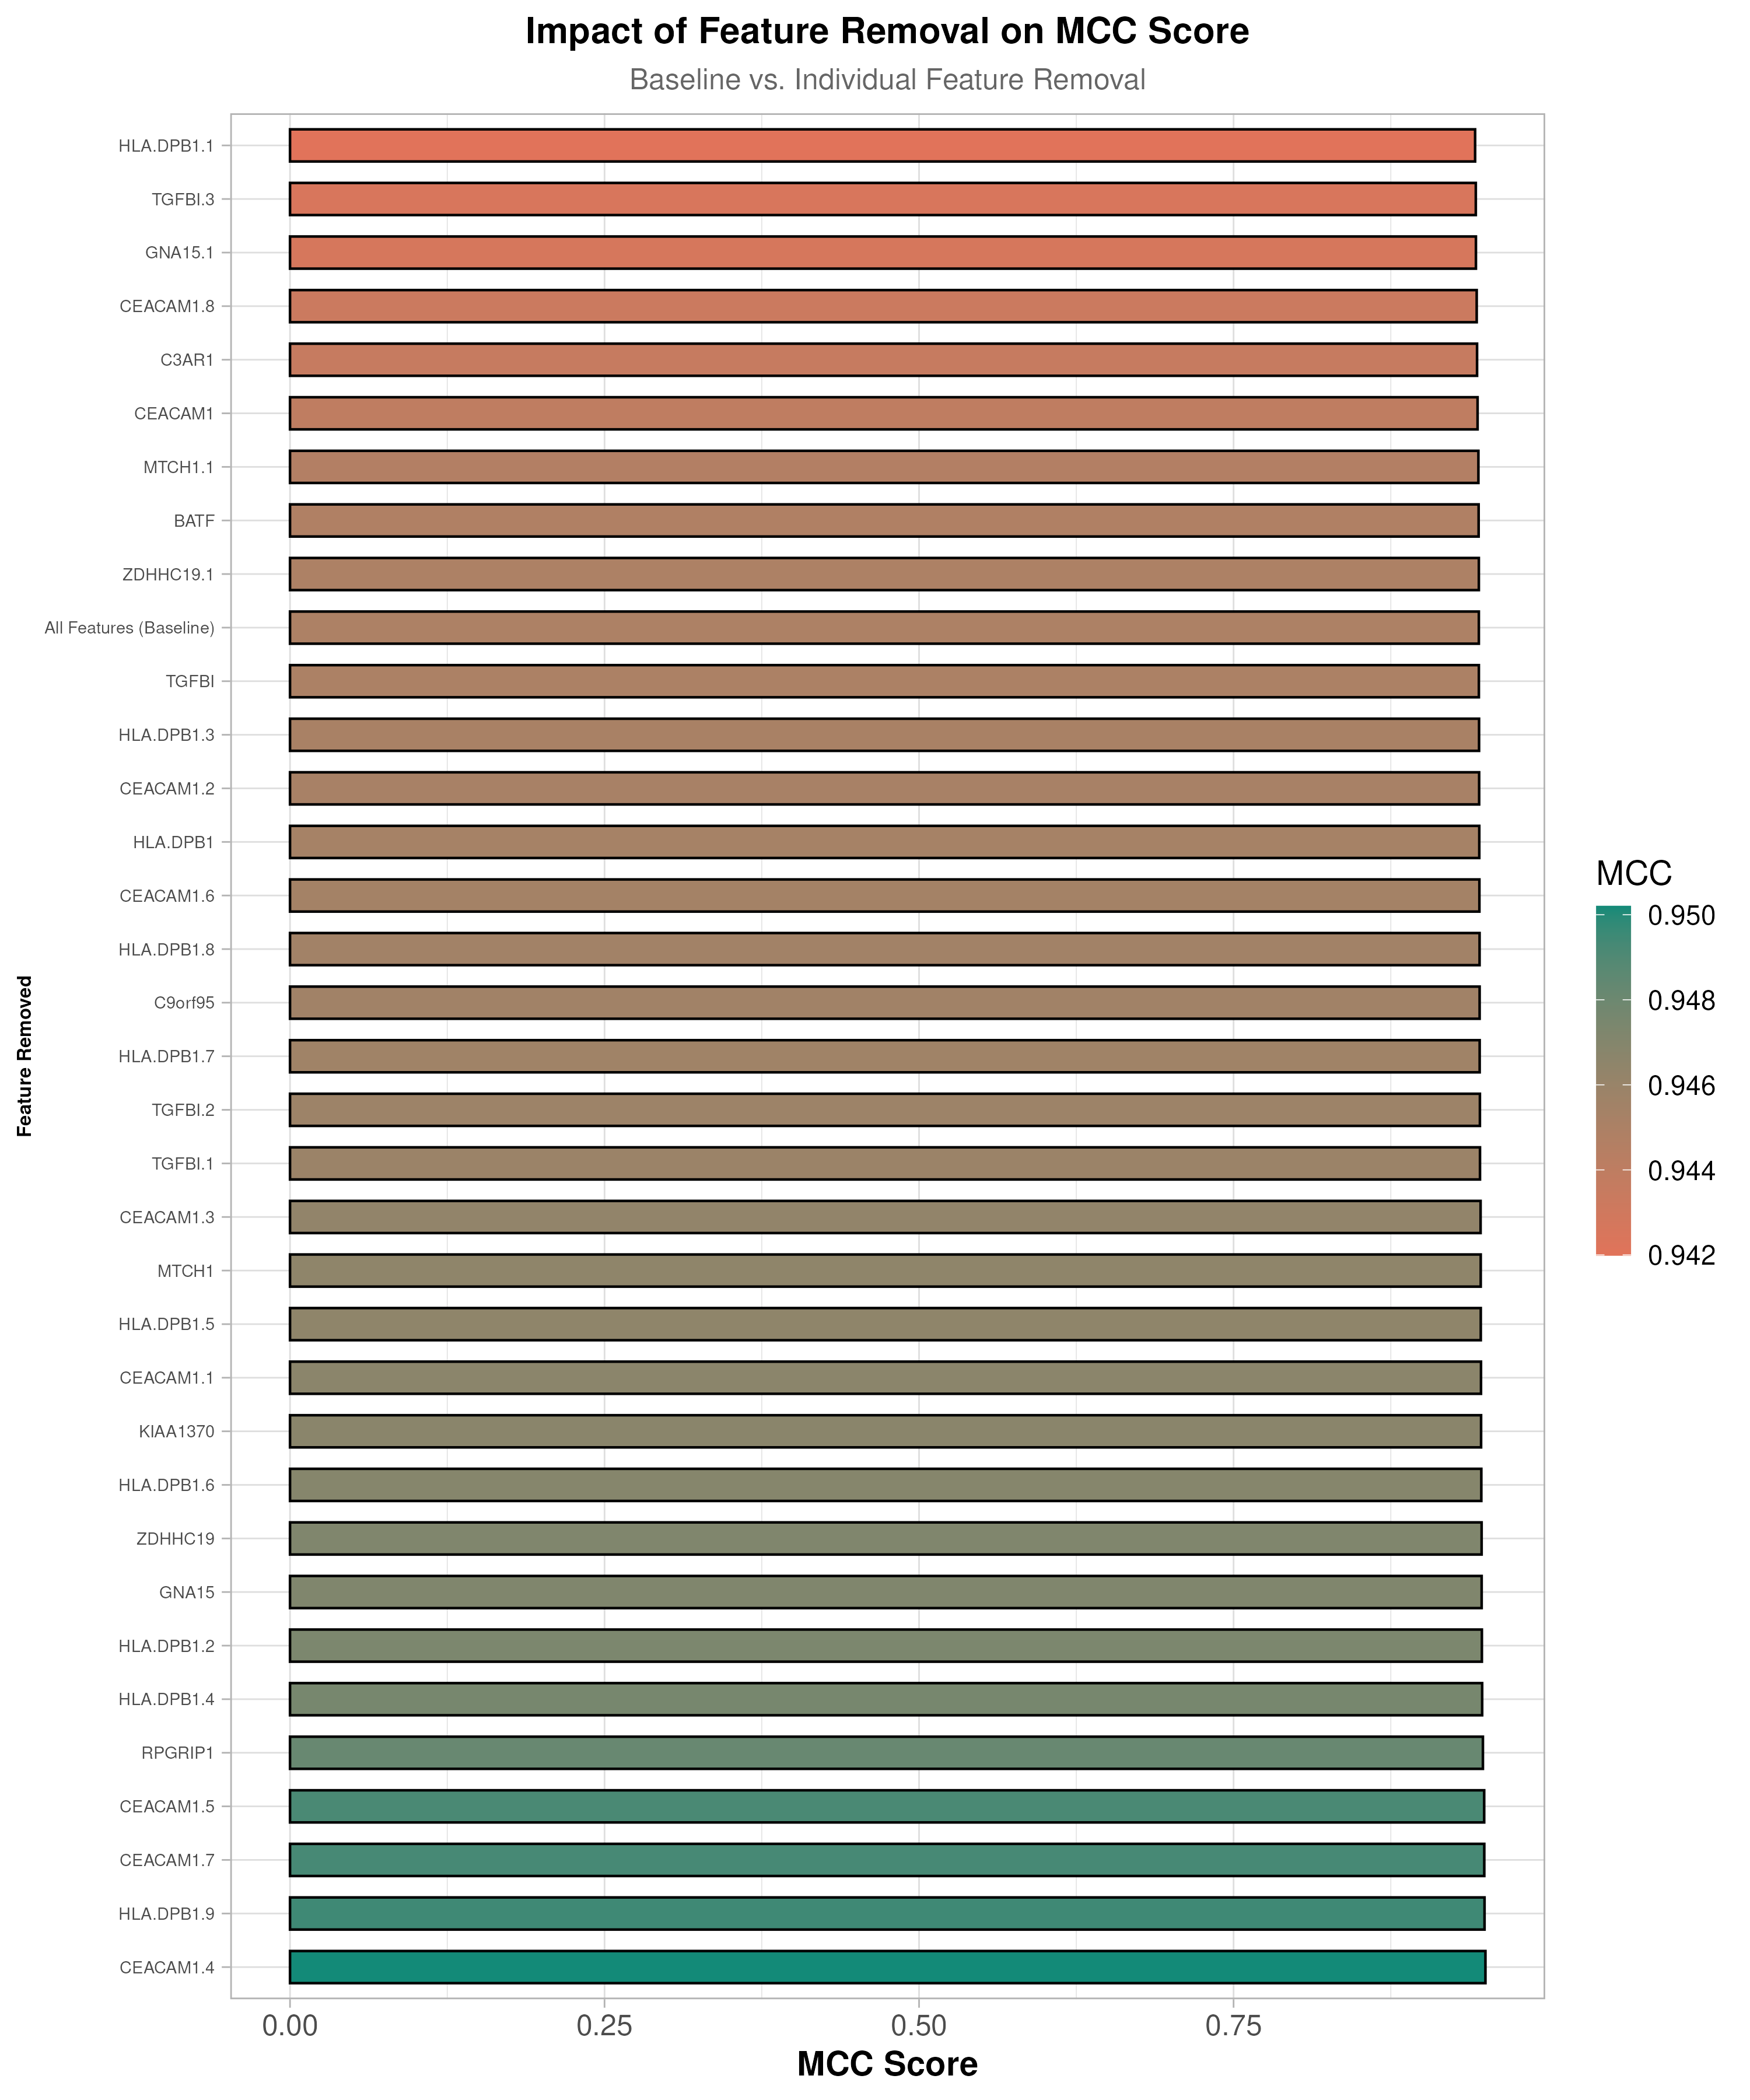 Impact of Feature Removal on MCC Score
Baseline vs. Individual Feature Removal
Feature Removed
HLA.DPB1.1
TGFBI.3
GNA15.1
CEACAM1.8
C3AR1
CEACAM1
MTCH1.1
BATF
ZDHHC19.1
All Features (Baseline)
TGFBI
HLA.DPB1.3
CEACAM1.2
HLA.DPB1
CEACAM1.6
HLA.DPB1.8
C9orf95
HLA.DPB1.7
TGFBI.2
TGFBI.1
CEACAM1.3
MTCH1
HLA.DPB1.5
CEACAM1.1
KIAA1370
HLA.DPB1.6
ZDHHC19
GNA15
HLA.DPB1.2
HLA.DPB1.4
RPGRIP1
CEACAM1.5
CEACAM1.7
HLA.DPB1.9
CEACAM1.4
0.00 0.25 0.50 0.75
MCC Score
MCC
0.950
0.948
0.946
0.944
0.942